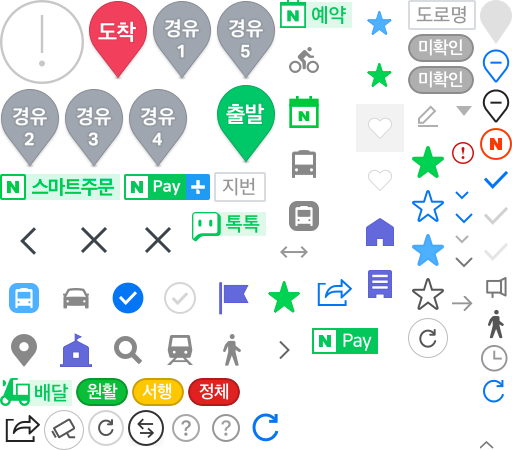 도착
경유
1
경유
5
N 예약
도로명
미확인
미확인
경유
2
경유
3
경유
4
출발
N
N 스마트주문
N Pay +
지번
톡톡
N Pay
배달
원활
서행
정체
?
?